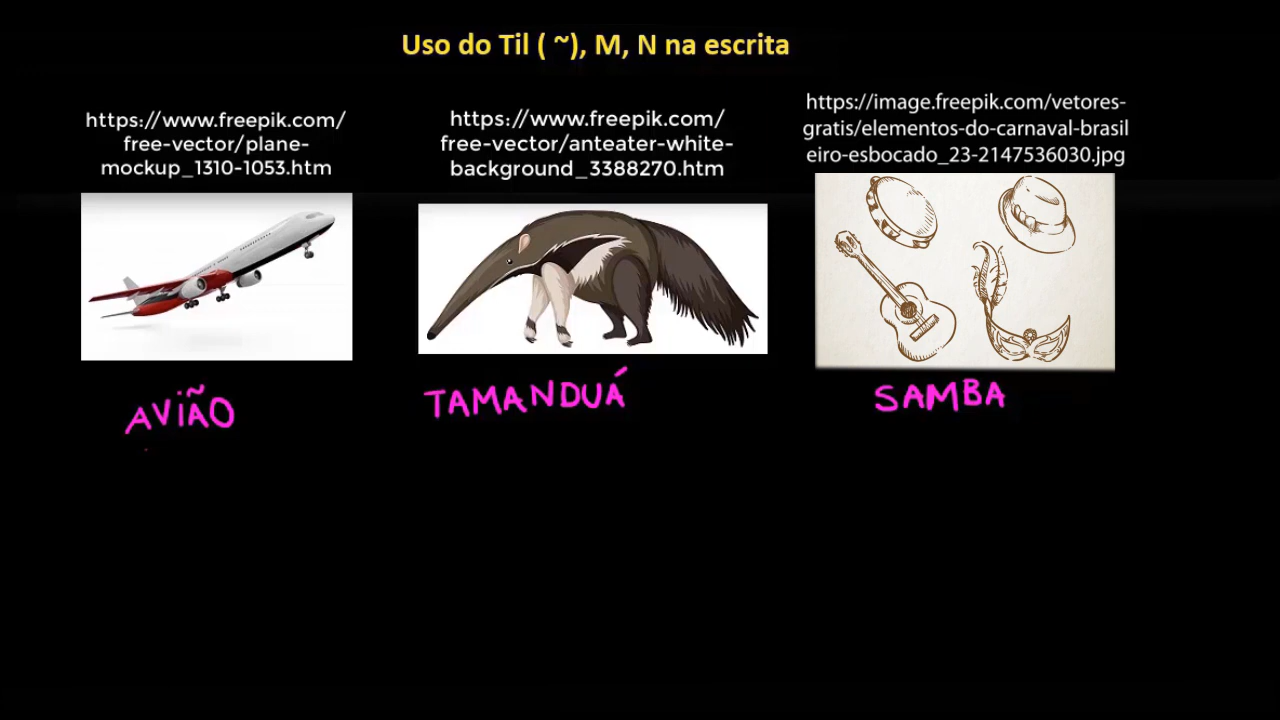 Uso do Til ( ~), M, N na escrita
https://www.freepik.com/
free-vector/plane-
mockup_1310-1053.htm
https://www.freepik.com/
free-vector/anteater-white-
background_3388270.htm
https://image.freepik.com/vetores-
gratis/elementos-do-carnaval-brasil
eiro-esbocado_23-2147536030.jpg
AVIÃO
TAMANDUÁ
SAMBA